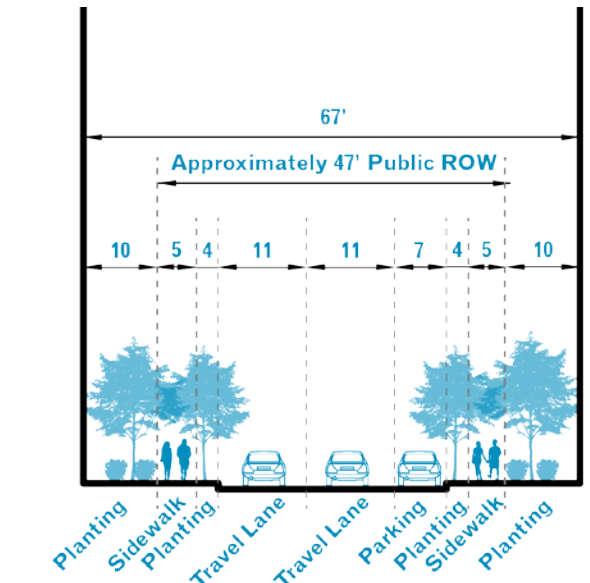 67'
Approximately 47' Public ROW
10 5 4 11 11 7 4 5 10
Planting
Sidewalk
Planting
Travel Lane
Travel Lane
Parking
Planting
Sidewalk
Planting